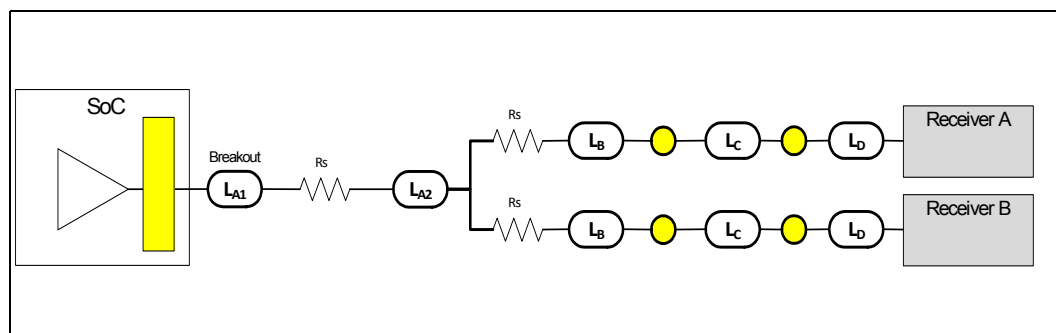 SoC
Breakout
LA1
Rs
LA2
Rs
LB
LC
LD
Receiver A
Rs
LB
LC
LD
Receiver B